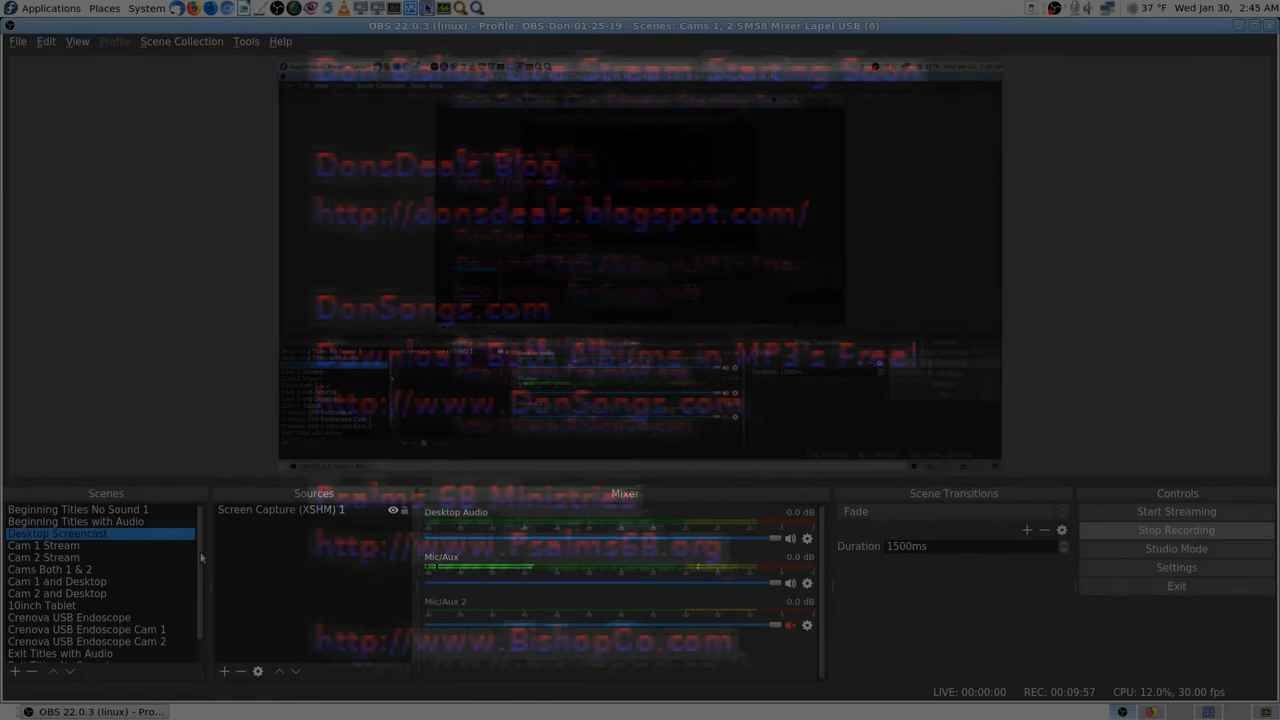 Applications Places System 37 °F Wed Jan 30, 2:45 AM
OBS 22.0.3 (linux) - Profile: OBS-Don-01-25-19 - Scenes: Cams-1, 2 SM58 Mixer Lapel USB (8)
File Edit View Profile Scene Collection Tools Help
Don Bishop Live Stream Starting Soon
DonsDeals Blog
http://donsdeals.blogspot.com/
DonSongs.com
Download Both Albums in MP3's Free!
http://www.DonSongs.com
Psalms 68 Ministries
http://www.Psalms68.org
http://www.BishopCo.com
Scenes
Beginning Titles No Sound 1
Beginning Titles with Audio
Desktop Screencast
Cam 1 Stream
Cam 2 Stream
Cams Both 1 & 2
Cam 1 and Desktop
Cam 2 and Desktop
10inch Tablet
Crenova USB Endoscope
Crenova USB Endoscope Cam 1
Crenova USB Endoscope Cam 2
Exit Titles with Audio
Sources
Screen Capture (XSHM) 1
Mixer
Desktop Audio 0.0 dB
Mic/Aux 0.0 dB
Mic/Aux 2 0.0 dB
Scene Transitions
Fade
Duration 1500ms
Controls
Start Streaming
Stop Recording
Studio Mode
Settings
Exit
LIVE: 00:00:00 REC: 00:09:57 CPU: 12.0%, 30.00 fps
OBS 22.0.3 (linux) - Pro...